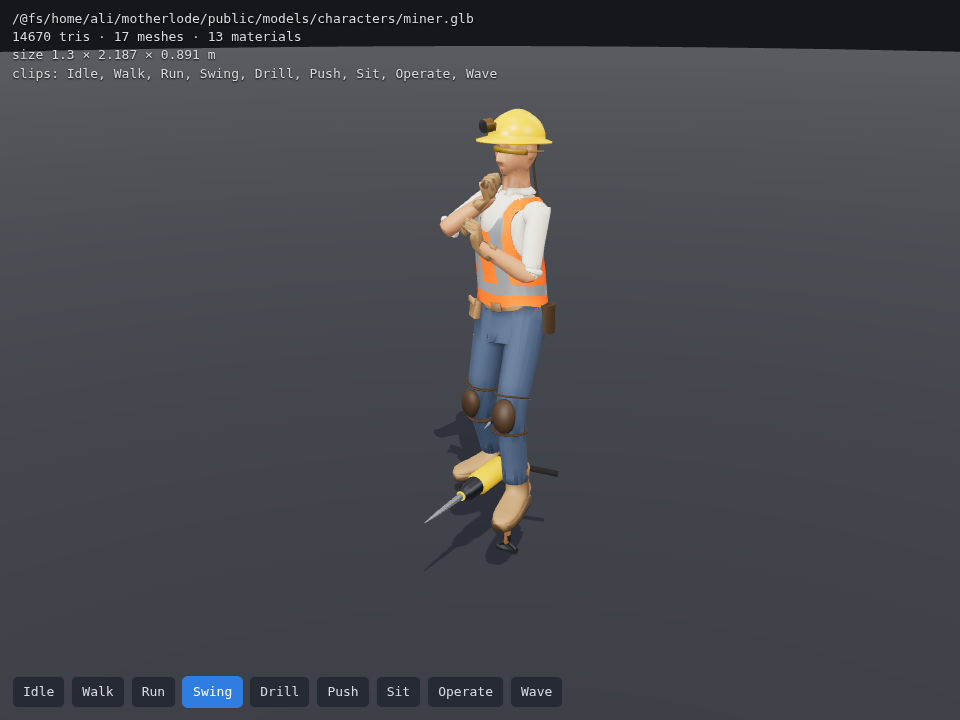 /@fs/home/ali/motherlode/public/models/characters/miner.glb
14670 tris · 17 meshes · 13 materials
size 1.3 × 2.187 × 0.891 m
clips: Idle, Walk, Run, Swing, Drill, Push, Sit, Operate, Wave
Idle Walk Run Swing Drill Push Sit Operate Wave